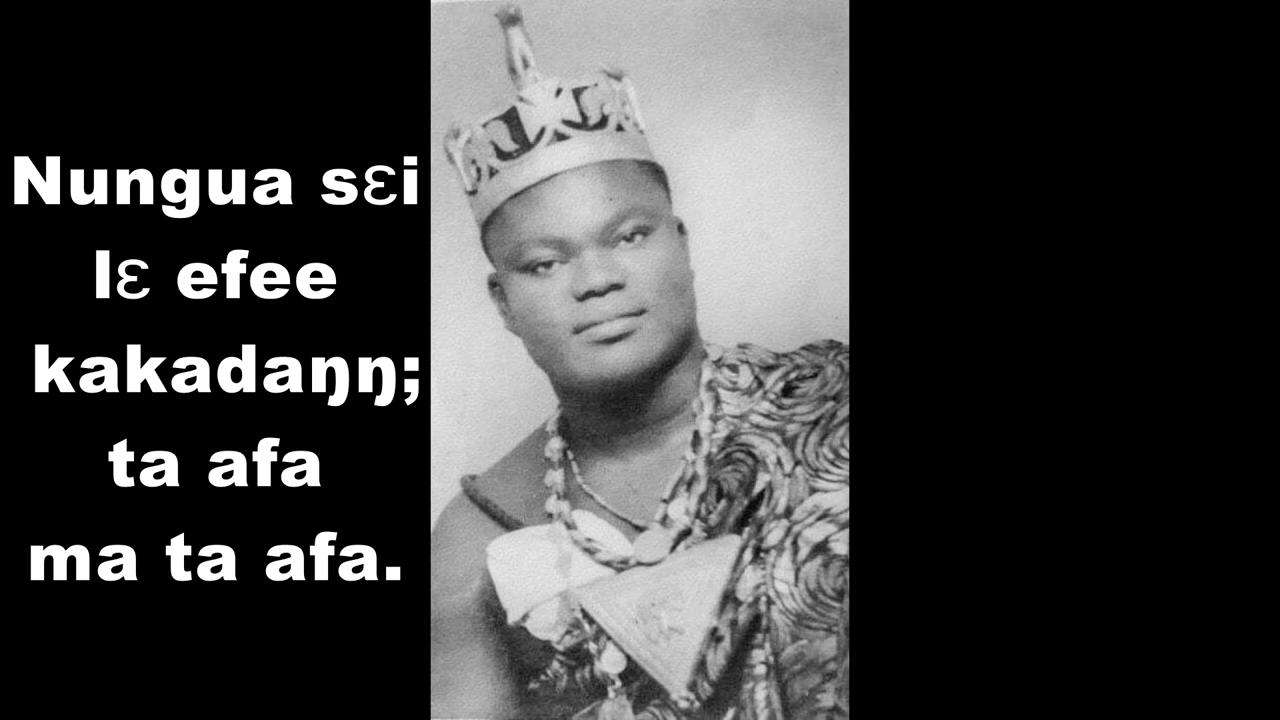 Nungua sɛi
lɛ efee
kakadaŋŋ;
ta afa
ma ta afa.